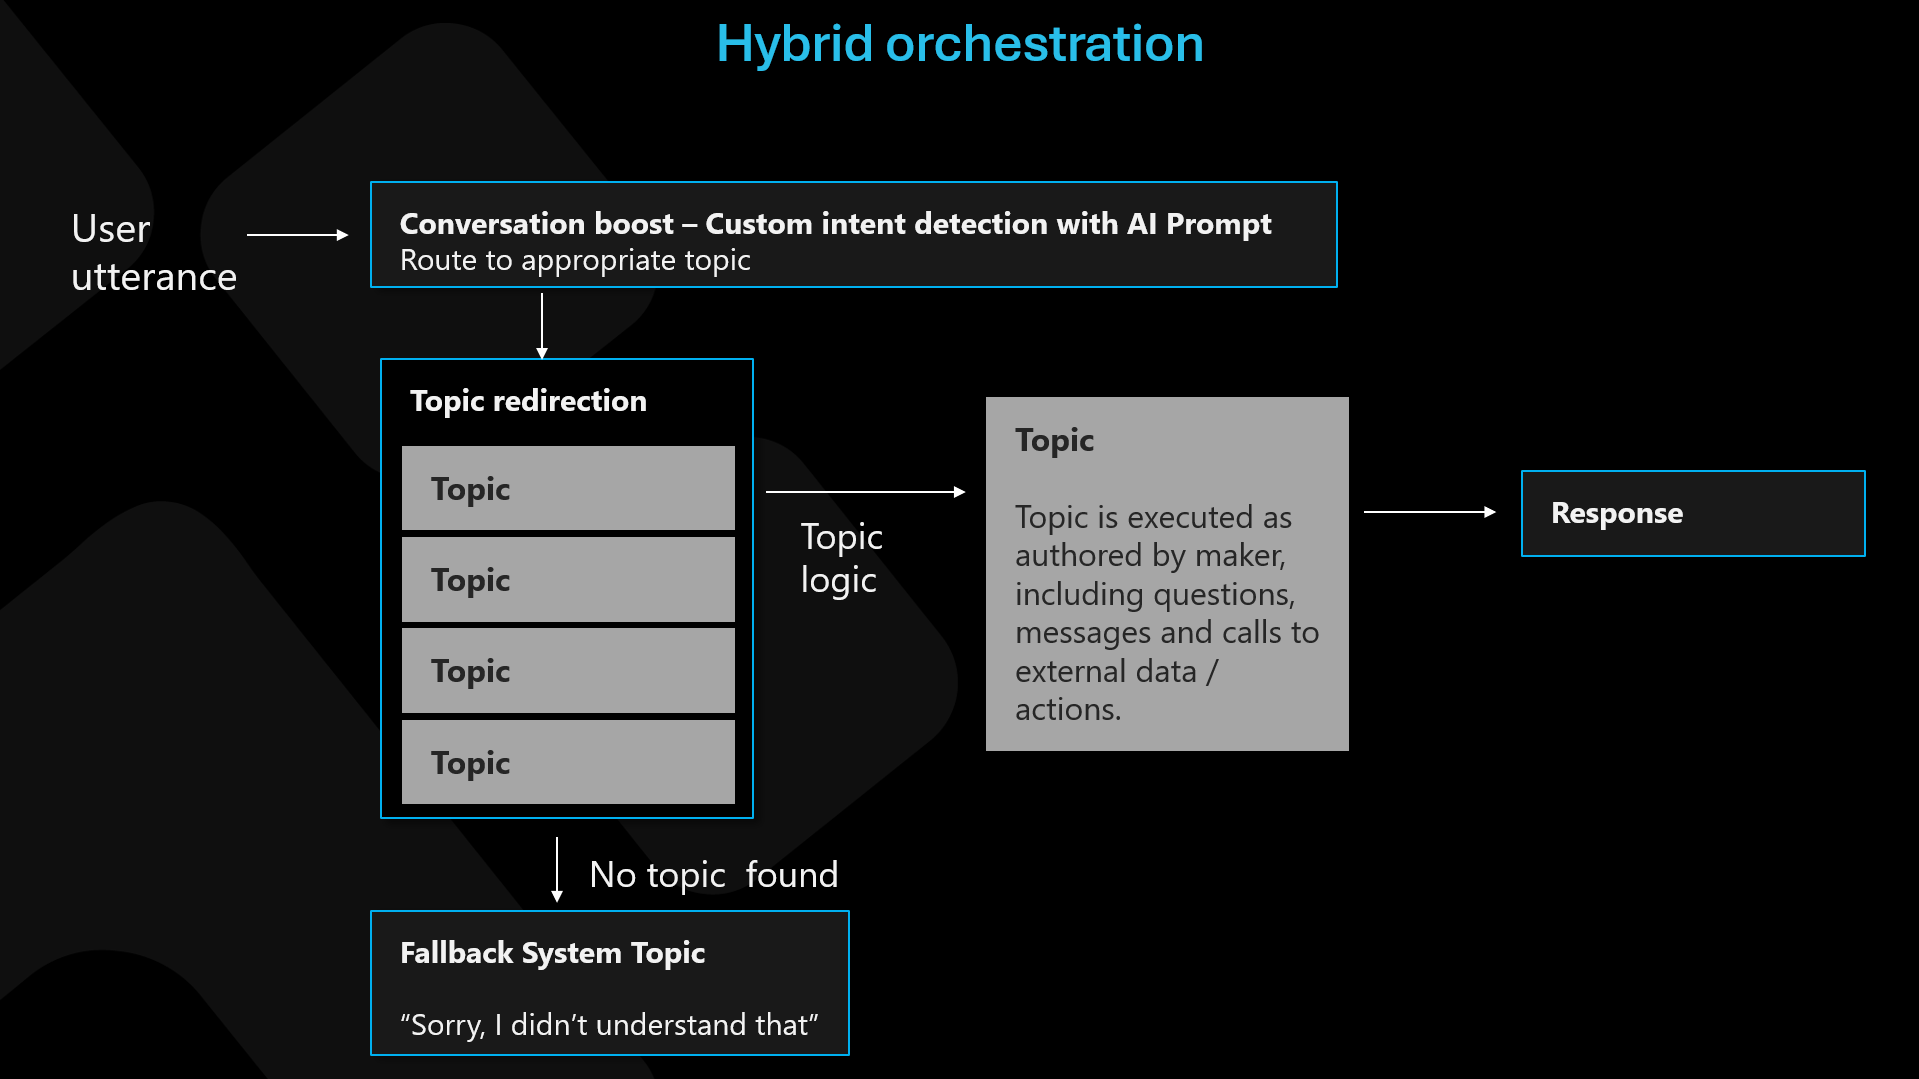 Hybrid orchestration
User
utterance
Conversation boost – Custom intent detection with AI Prompt
Route to appropriate topic
Topic redirection
Topic
Topic
Topic
Topic
Topic
logic
Topic
Topic is executed as
authored by maker,
including questions,
messages and calls to
external data /
actions.
Response
No topic  found
Fallback System Topic
“Sorry, I didn’t understand that”